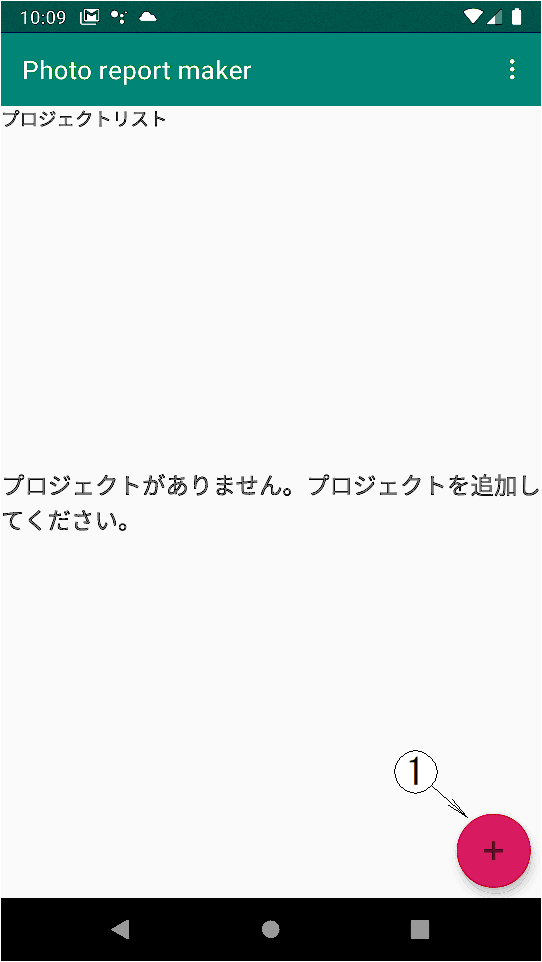 10:09
Photo report maker
プロジェクトリスト
プロジェクトがありません。プロジェクトを追加し
てください。
1
+